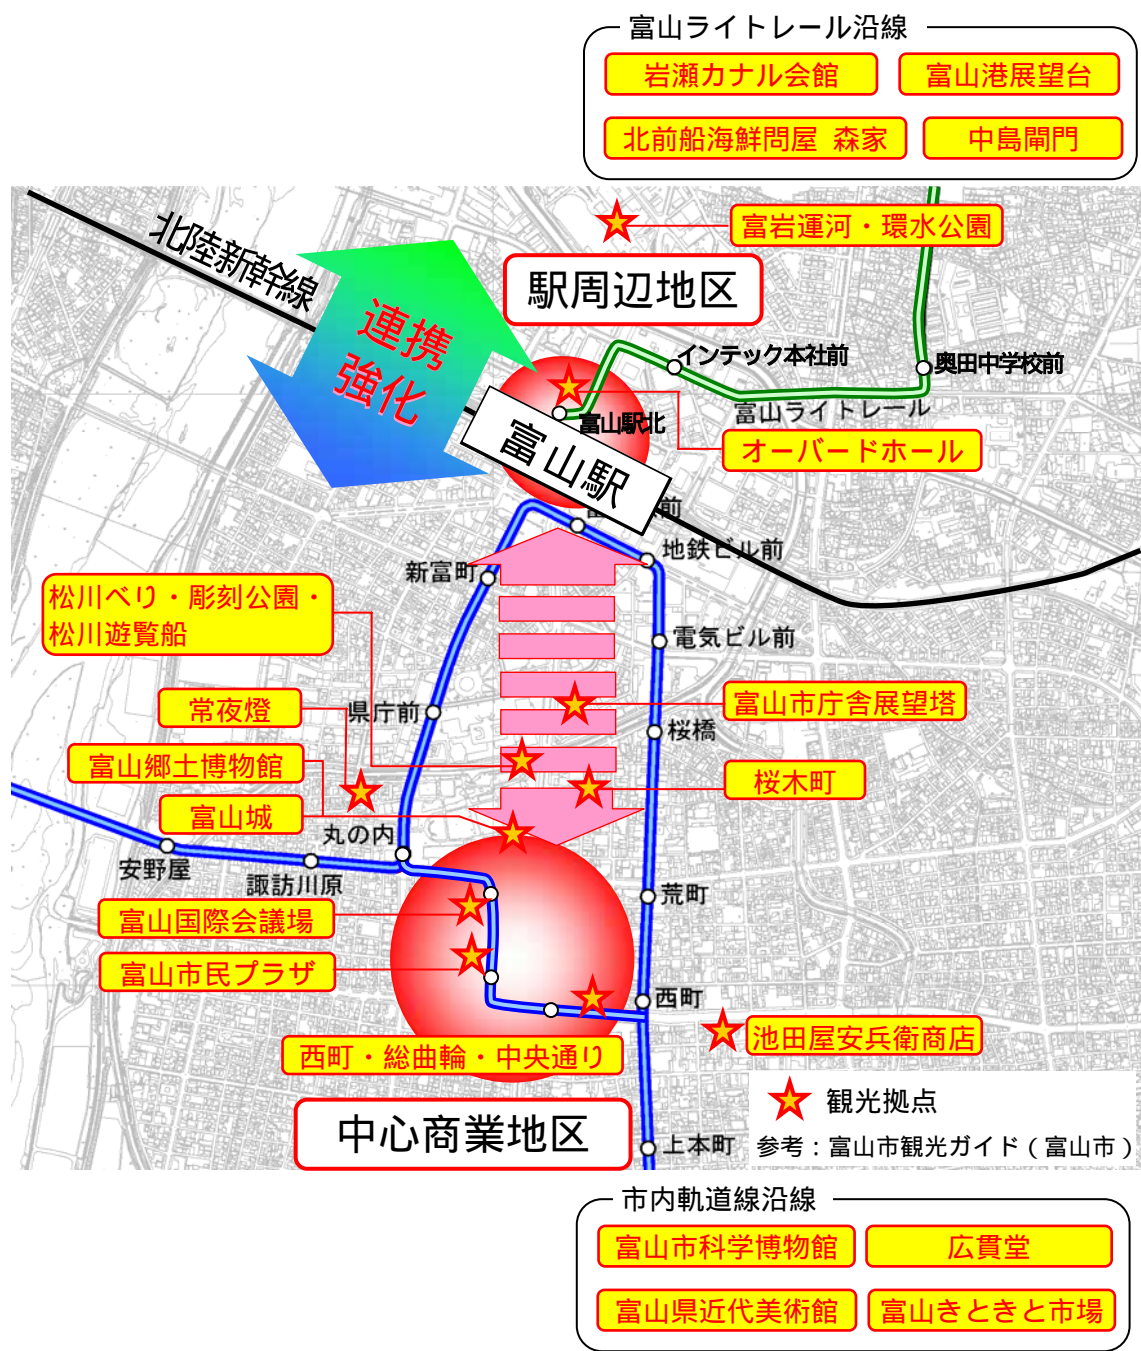 富山ライトレール沿線
岩瀬カナル会館
富山港展望台
北前船海鮮問屋 森家
中島閘門
富岩運河・環水公園
北陸新幹線
駅周辺地区
連携
強化
インテック本社前
奥田中学校前
富山ライトレール
富山駅北
オーバードホール
富山駅
前
地鉄ビル前
新富町
松川べり・彫刻公園・
松川遊覧船
電気ビル前
常夜燈
県庁前
富山市庁舎展望塔
桜橋
富山郷土博物館
桜木町
富山城
丸の内
安野屋
諏訪川原
荒町
富山国際会議場
富山市民プラザ
西町
池田屋安兵衛商店
西町・総曲輪・中央通り
観光拠点
中心商業地区
上本町
参考：富山市観光ガイド（富山市）
市内軌道線沿線
富山市科学博物館
広貫堂
富山県近代美術館
富山きときと市場